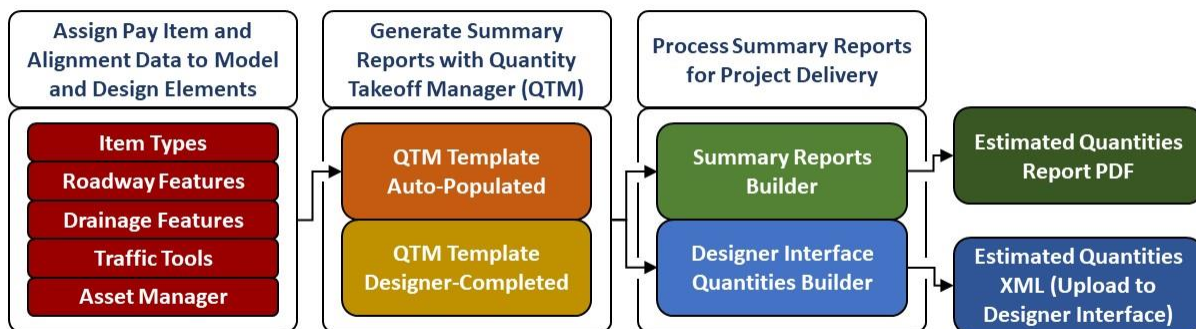 Assign Pay Item and
Alignment Data to Model
and Design Elements
Item Types
Roadway Features
Drainage Features
Traffic Tools
Asset Manager
Generate Summary
Reports with Quantity
Takeoff Manager (QTM)
QTM Template
Auto-Populated
QTM Template
Designer-Completed
Process Summary Reports
for Project Delivery
Summary Reports
Builder
Designer Interface
Quantities Builder
Estimated Quantities
Report PDF
Estimated Quantities
XML (Upload to
Designer Interface)